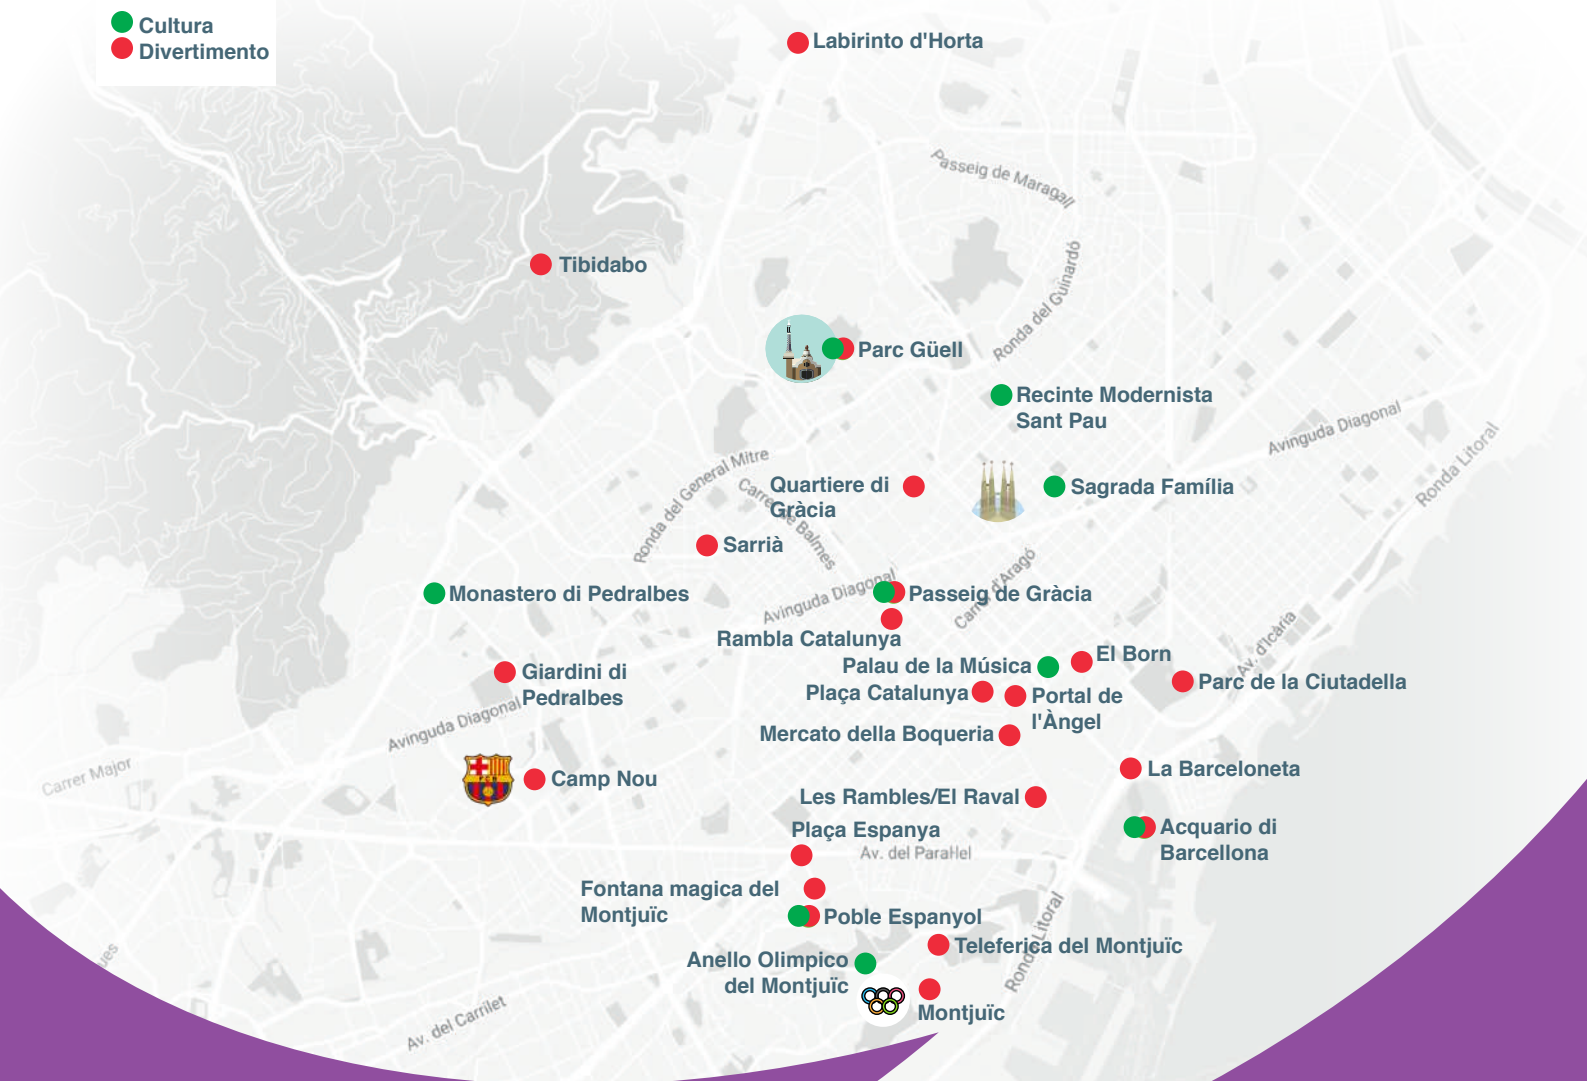 Cultura
Divertimento
Labirinto d'Horta
Passeig de Maragall
Tibidabo
Ronda del Guinardó
Parc Güell
Recinte Modernista
Sant Pau
Avinguda Diagonal
Ronda Litoral
Ronda del General Mitre
Carrer de Balmes
Quartiere di
Gràcia
Sagrada Família
Sarrià
Monastero di Pedralbes
Avinguda Diagonal
Passeig de Gràcia
Carrer d'Aragó
Rambla Catalunya
Av. d'Icària
Palau de la Música
El Born
Giardini di
Pedralbes
Parc de la Ciutadella
Plaça Catalunya
Portal de
l'Àngel
Avinguda Diagonal
Mercato della Boqueria
Carrer Major
FCB
Camp Nou
La Barceloneta
Les Rambles/El Raval
Plaça Espanya
Acquario di
Barcellona
Av. del Paral·lel
Fontana magica del
Montjuïc
Poble Espanyol
Ronda Litoral
Teleferica del Montjuïc
Anello Olimpico
del Montjuïc
Montjuïc
Av. del Carrilet